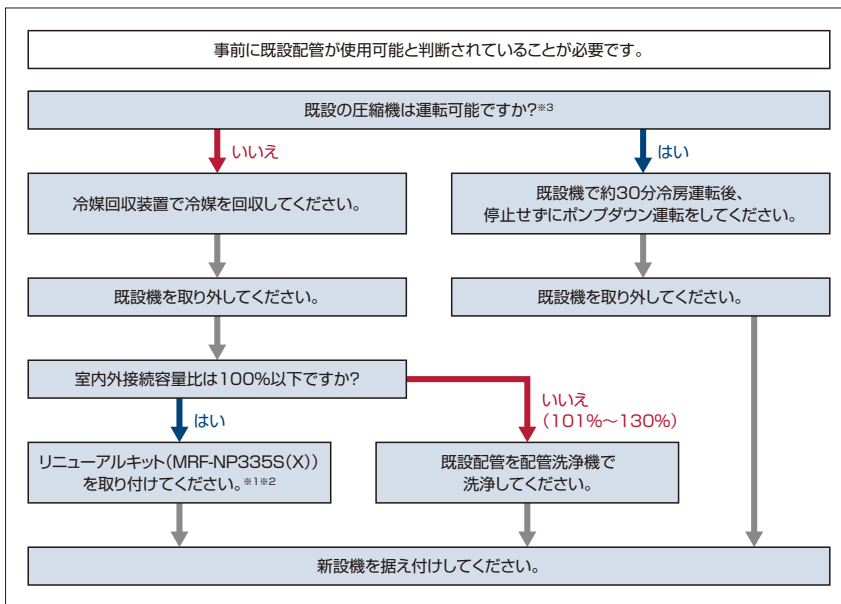 事前に既設配管が使用可能と判断されていることが必要です。
既設の圧縮機は運転可能ですか?※3
いいえ
はい
冷媒回収装置で冷媒を回収してください。
既設機で約30分冷房運転後、
停止せずにポンプダウン運転をしてください。
既設機を取り外してください。
既設機を取り外してください。
室内外接続容量比は100%以下ですか?
いいえ
(101%〜130%)
はい
リニューアルキット(MRF-NP335S(X))
を取り付けてください。※1※2
既設配管を配管洗浄機で
洗浄してください。
新設機を据え付けしてください。